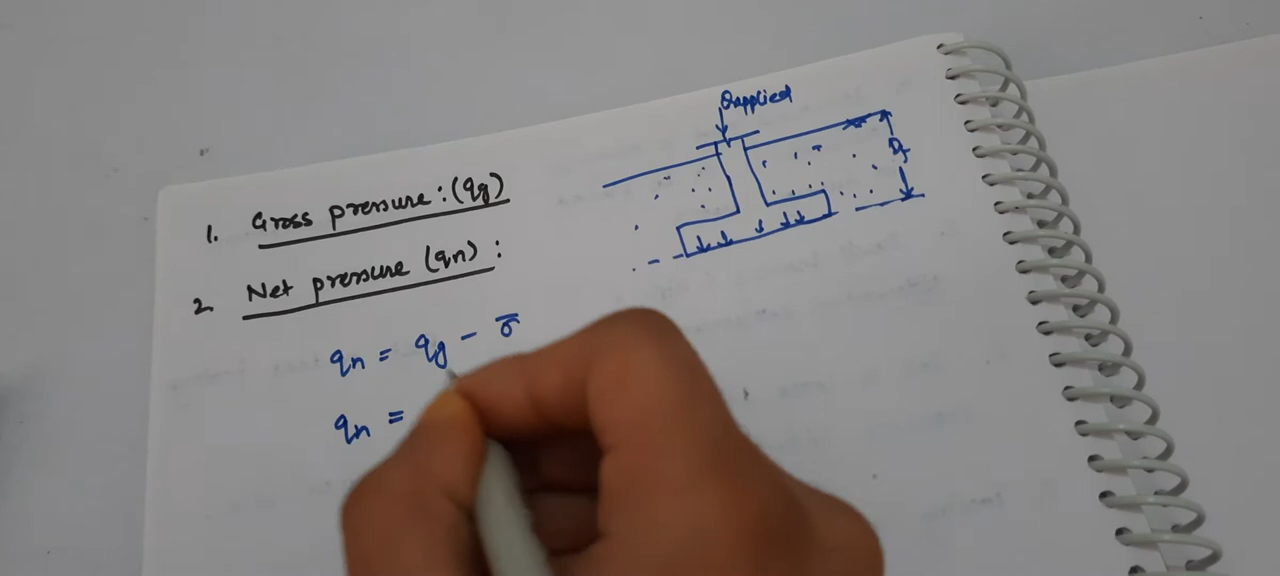 Qapplied
Df
1. Gross pressure : (qg)
2. Net pressure (qn) :
qn = qg - σ̅
qn =